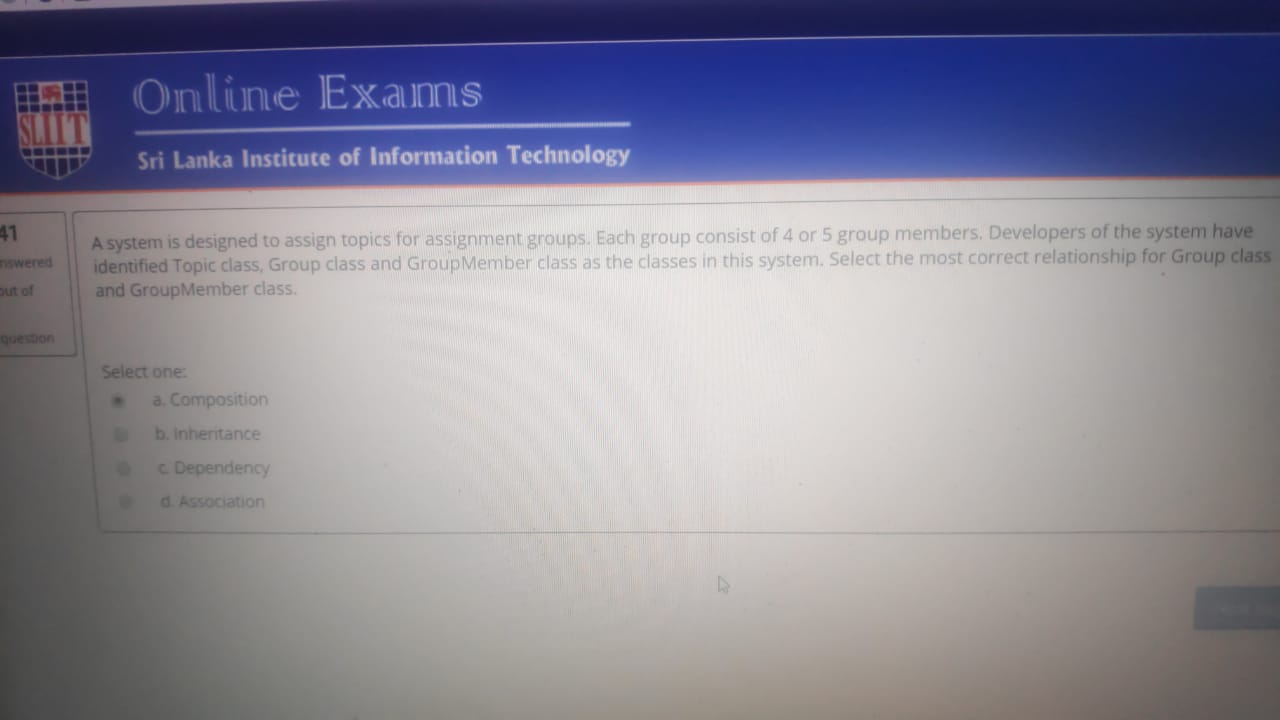 Online Exams
SLIIT
Sri Lanka Institute of Information Technology
41
nswered
out of
question
A system is designed to assign topics for assignment groups. Each group consist of 4 or 5 group members. Developers of the system have
identified Topic class, Group class and GroupMember class as the classes in this system. Select the most correct relationship for Group class
and GroupMember class.
Select one:
a. Composition
b. Inheritance
c. Dependency
d. Association